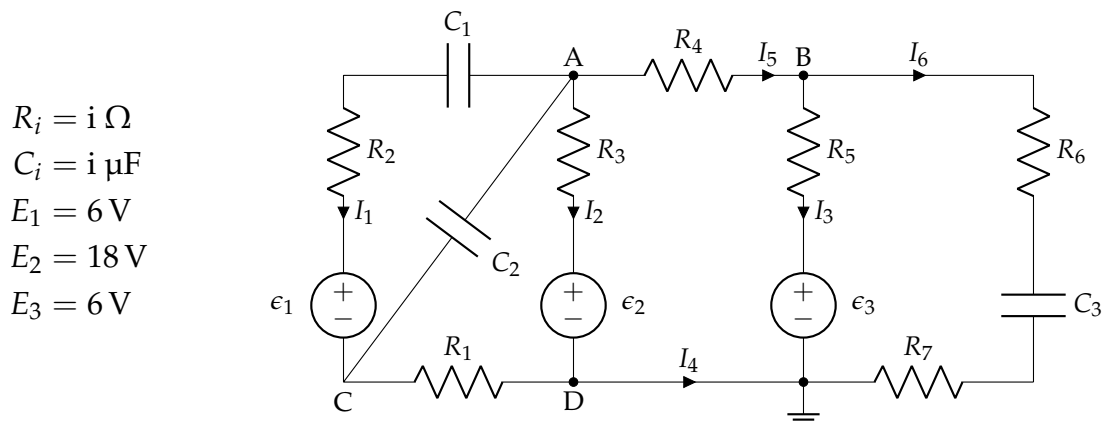 R_i = i Ω
C_i = i μF
E_1 = 6 V
E_2 = 18 V
E_3 = 6 V
C_1
A
R_4
I_5
B
I_6
R_2
R_3
R_5
R_6
I_1
I_2
I_3
C_2
ϵ_1
+
−
ϵ_2
+
−
ϵ_3
+
−
C_3
R_1
I_4
R_7
C
D